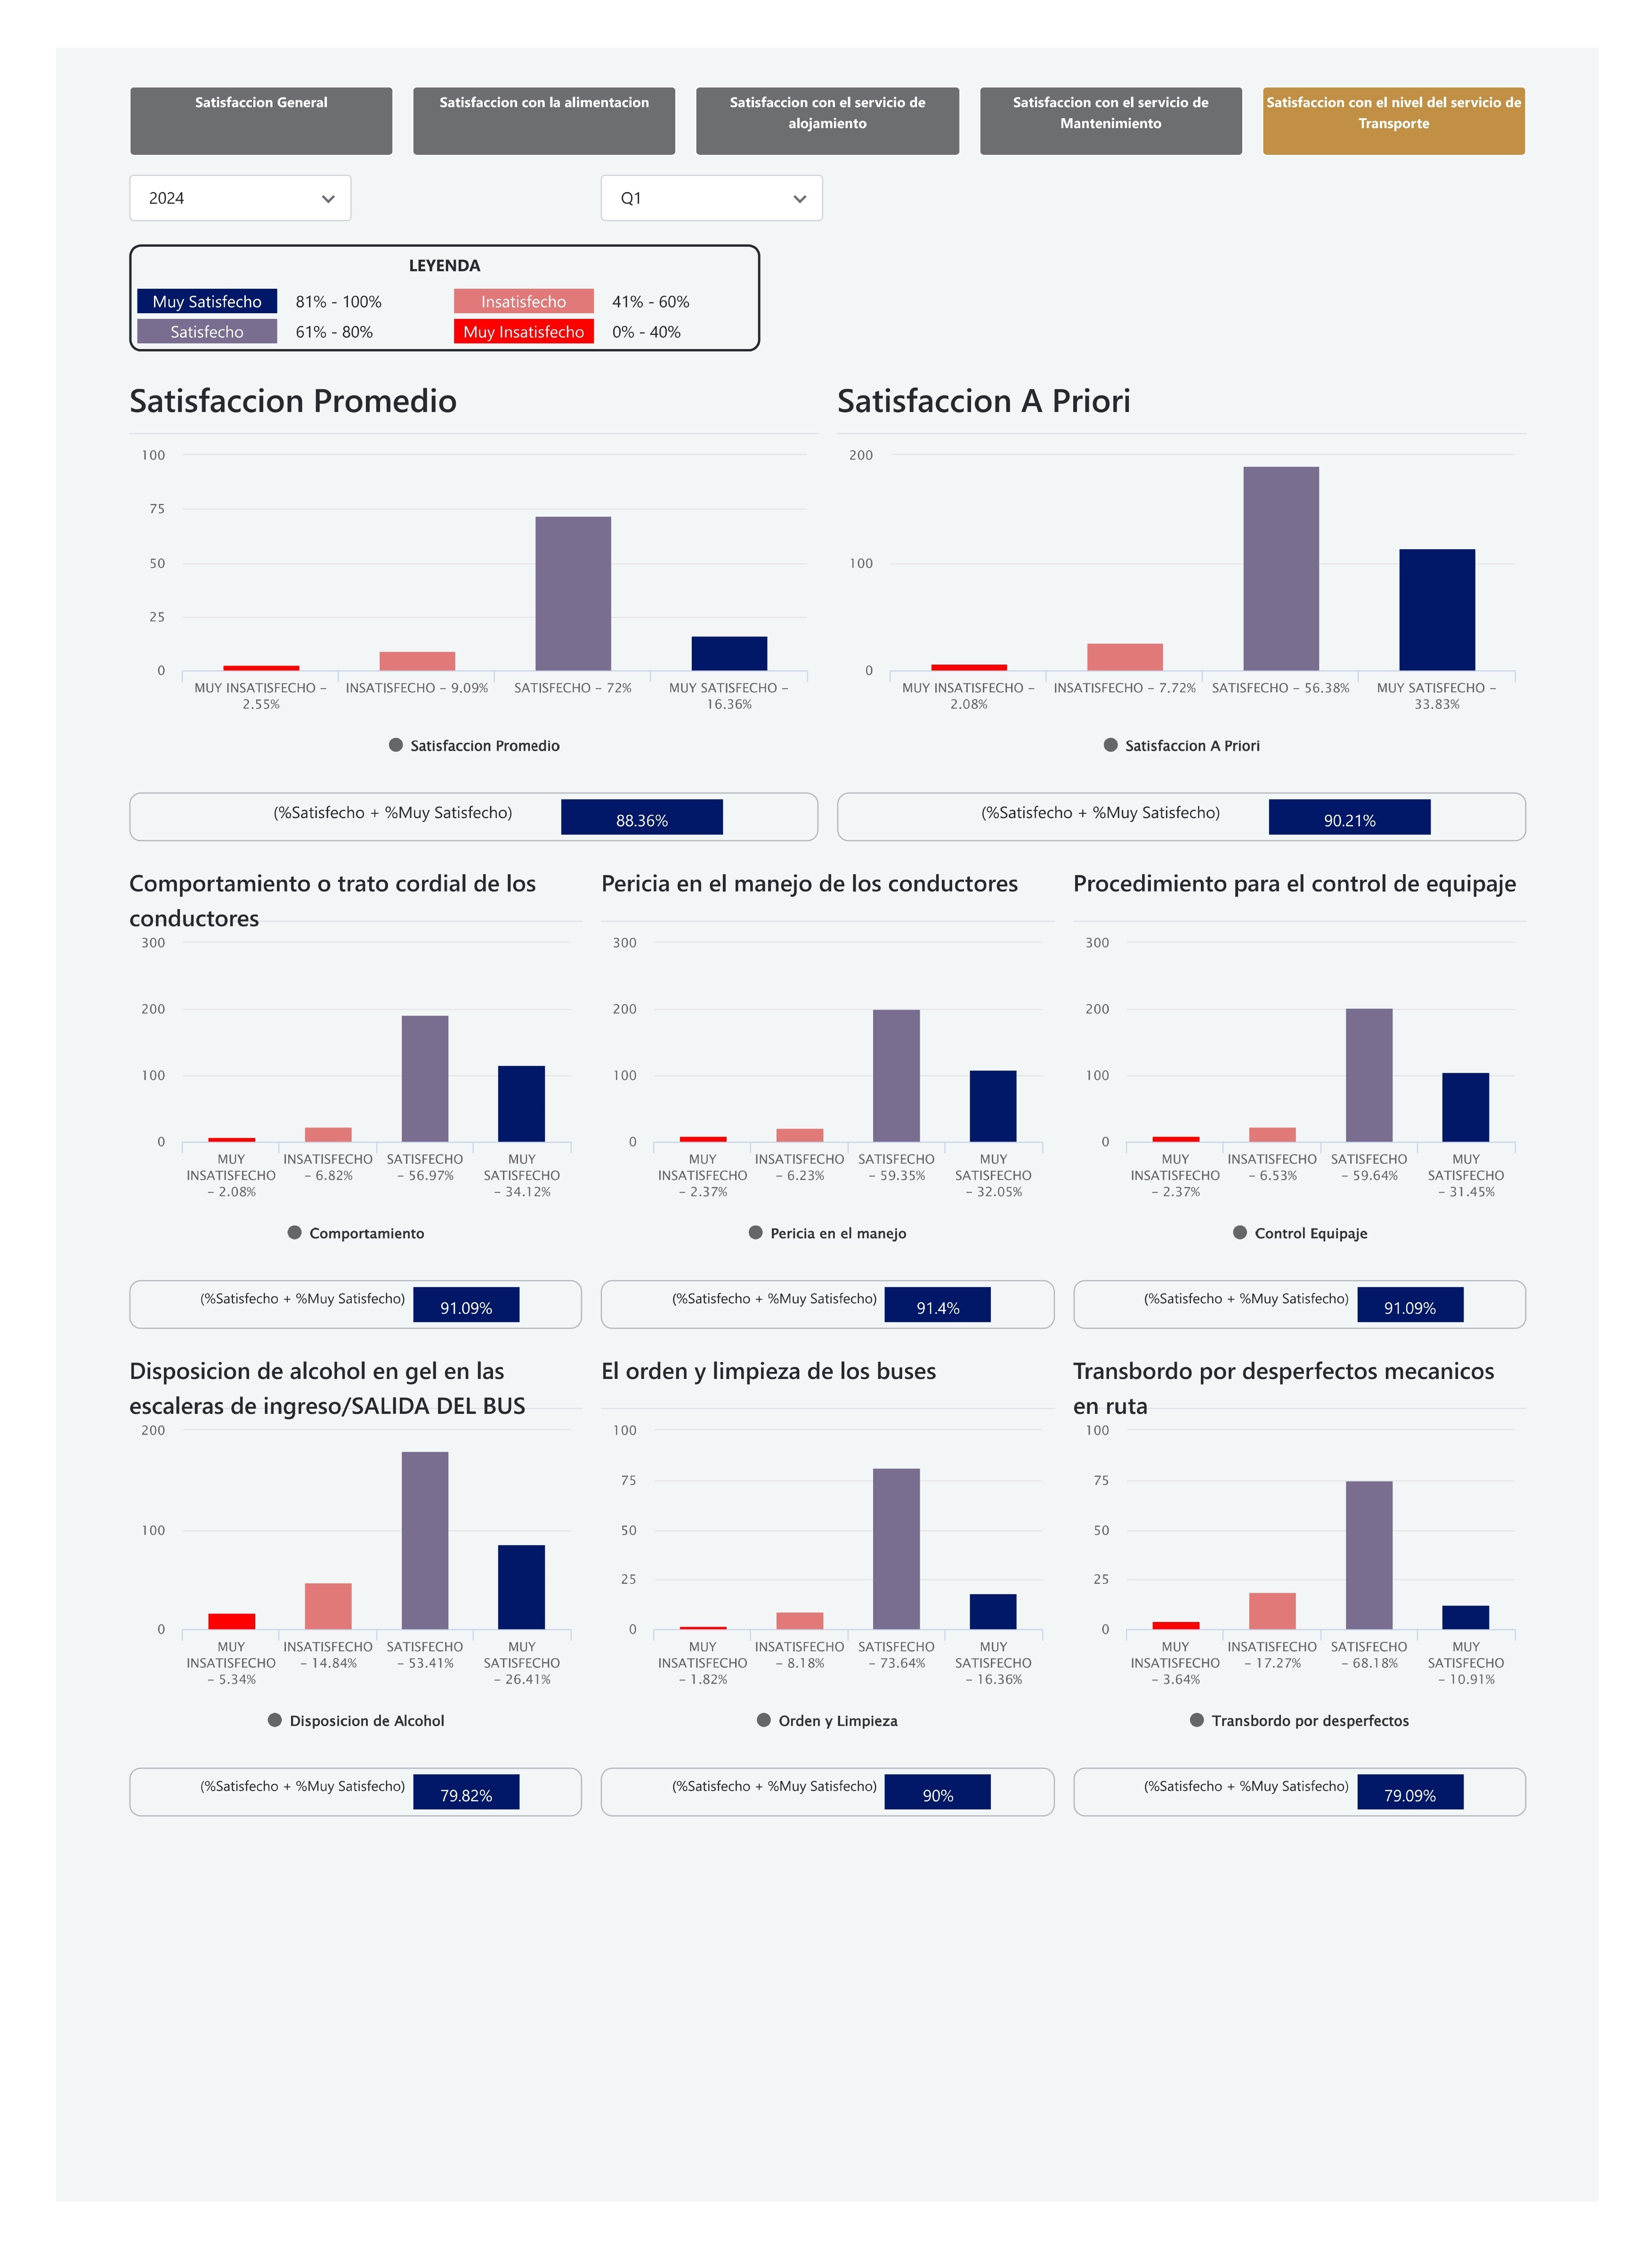 Satisfaccion General
Satisfaccion con la alimentacion
Satisfaccion con el servicio de
alojamiento
Satisfaccion con el servicio de
Mantenimiento
Satisfaccion con el nivel del servicio de
Transporte
2024
Q1
LEYENDA
Muy Satisfecho 81% - 100% Insatisfecho 41% - 60%
Satisfecho 61% - 80% Muy Insatisfecho 0% - 40%
Satisfaccion Promedio
100
75
50
25
0
MUY INSATISFECHO –
2.55%
INSATISFECHO – 9.09%
SATISFECHO – 72%
MUY SATISFECHO –
16.36%
Satisfaccion Promedio
(%Satisfecho + %Muy Satisfecho) 88.36%
Satisfaccion A Priori
200
100
0
MUY INSATISFECHO –
2.08%
INSATISFECHO – 7.72%
SATISFECHO – 56.38%
MUY SATISFECHO –
33.83%
Satisfaccion A Priori
(%Satisfecho + %Muy Satisfecho) 90.21%
Comportamiento o trato cordial de los
conductores
300
200
100
0
MUY
INSATISFECHO
– 2.08%
INSATISFECHO
– 6.82%
SATISFECHO
– 56.97%
MUY
SATISFECHO
– 34.12%
Comportamiento
(%Satisfecho + %Muy Satisfecho) 91.09%
Pericia en el manejo de los conductores
300
200
100
0
MUY
INSATISFECHO
– 2.37%
INSATISFECHO
– 6.23%
SATISFECHO
– 59.35%
MUY
SATISFECHO
– 32.05%
Pericia en el manejo
(%Satisfecho + %Muy Satisfecho) 91.4%
Procedimiento para el control de equipaje
300
200
100
0
MUY
INSATISFECHO
– 2.37%
INSATISFECHO
– 6.53%
SATISFECHO
– 59.64%
MUY
SATISFECHO
– 31.45%
Control Equipaje
(%Satisfecho + %Muy Satisfecho) 91.09%
Disposicion de alcohol en gel en las
escaleras de ingreso/SALIDA DEL BUS
200
100
0
MUY
INSATISFECHO
– 5.34%
INSATISFECHO
– 14.84%
SATISFECHO
– 53.41%
MUY
SATISFECHO
– 26.41%
Disposicion de Alcohol
(%Satisfecho + %Muy Satisfecho) 79.82%
El orden y limpieza de los buses
100
75
50
25
0
MUY
INSATISFECHO
– 1.82%
INSATISFECHO
– 8.18%
SATISFECHO
– 73.64%
MUY
SATISFECHO
– 16.36%
Orden y Limpieza
(%Satisfecho + %Muy Satisfecho) 90%
Transbordo por desperfectos mecanicos
en ruta
100
75
50
25
0
MUY
INSATISFECHO
– 3.64%
INSATISFECHO
– 17.27%
SATISFECHO
– 68.18%
MUY
SATISFECHO
– 10.91%
Transbordo por desperfectos
(%Satisfecho + %Muy Satisfecho) 79.09%